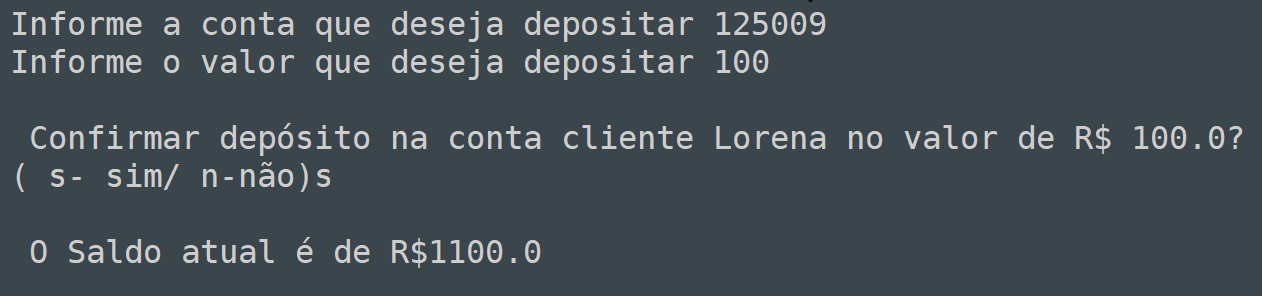 Informe a conta que deseja depositar 125009
Informe o valor que deseja depositar 100
Confirmar depósito na conta cliente Lorena no valor de R$ 100.0?
( s- sim/ n-não)s
O Saldo atual é de R$1100.0